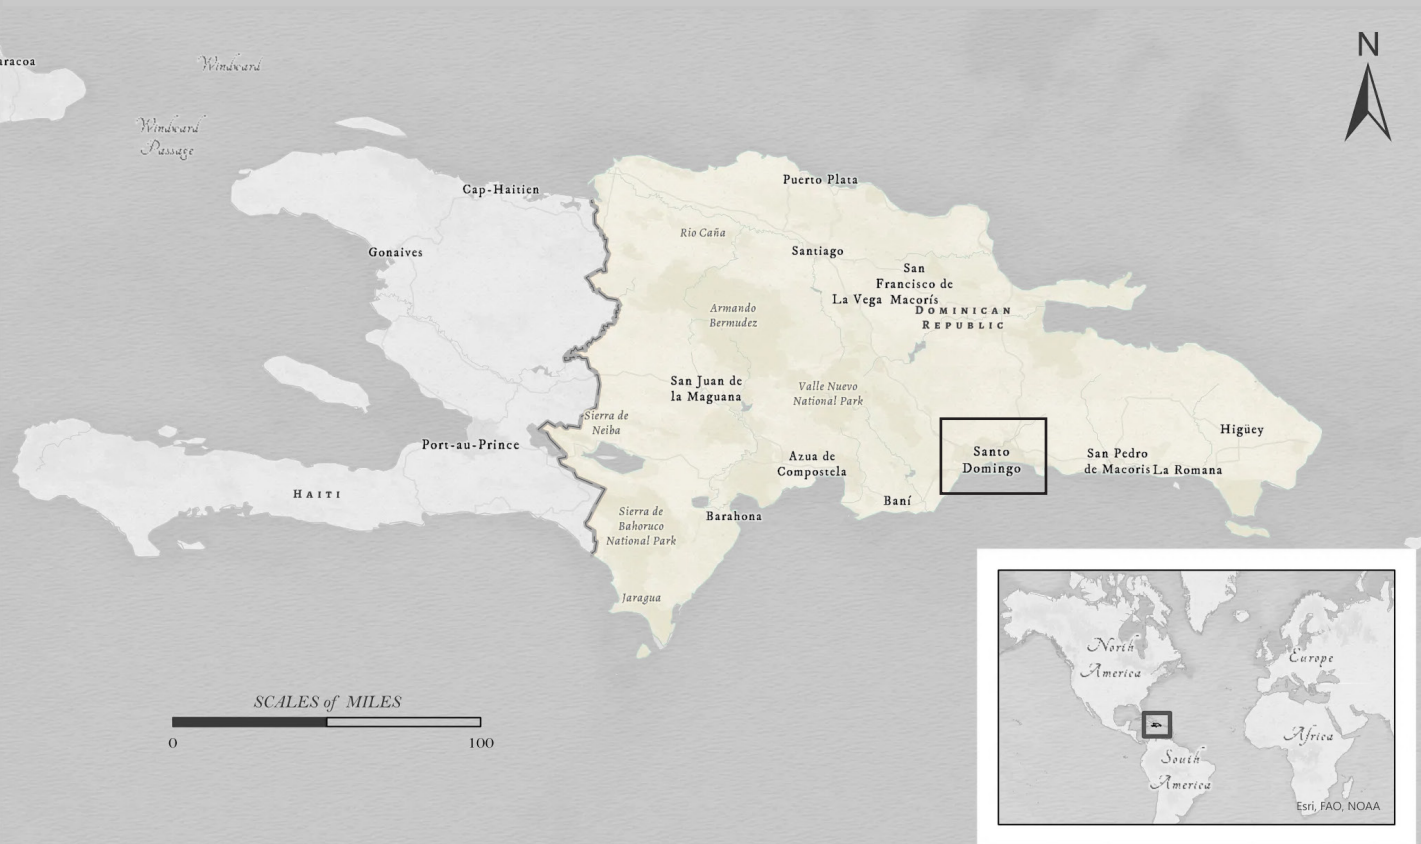 N
Windward
Windward
Passage
Cap-Haitien
Puerto Plata
Rio Caña
Gonaives
Santiago
San
Francisco de
La Vega Macorís
Armando
Bermudez
DOMINICAN
REPUBLIC
San Juan de
la Maguana
Valle Nuevo
National Park
Sierra de
Neiba
Port-au-Prince
Higüey
Santo
Domingo
San Pedro
de Macoris La Romana
Azua de
Compostela
HAITI
Baní
Barahona
Sierra de
Bahoruco
National Park
Jaragua
SCALES of MILES
0 100
North
America
Europe
Africa
South
America
Esri, FAO, NOAA